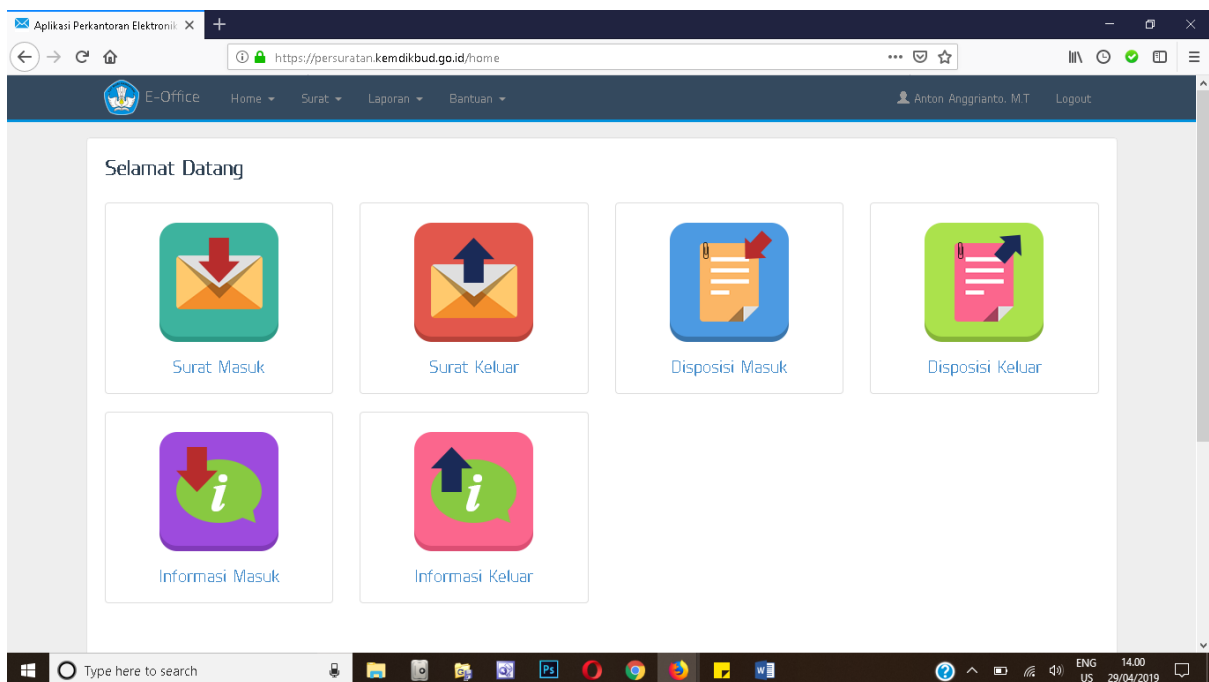 Aplikasi Perkantoran Elektronik
https://persuratan.kemdikbud.go.id/home
E-Office Home Surat Laporan Bantuan Anton Anggrianto. M.T Logout
Selamat Datang
Surat Masuk Surat Keluar Disposisi Masuk Disposisi Keluar
Informasi Masuk Informasi Keluar
Type here to search
ENG 14.00
US 29/04/2019